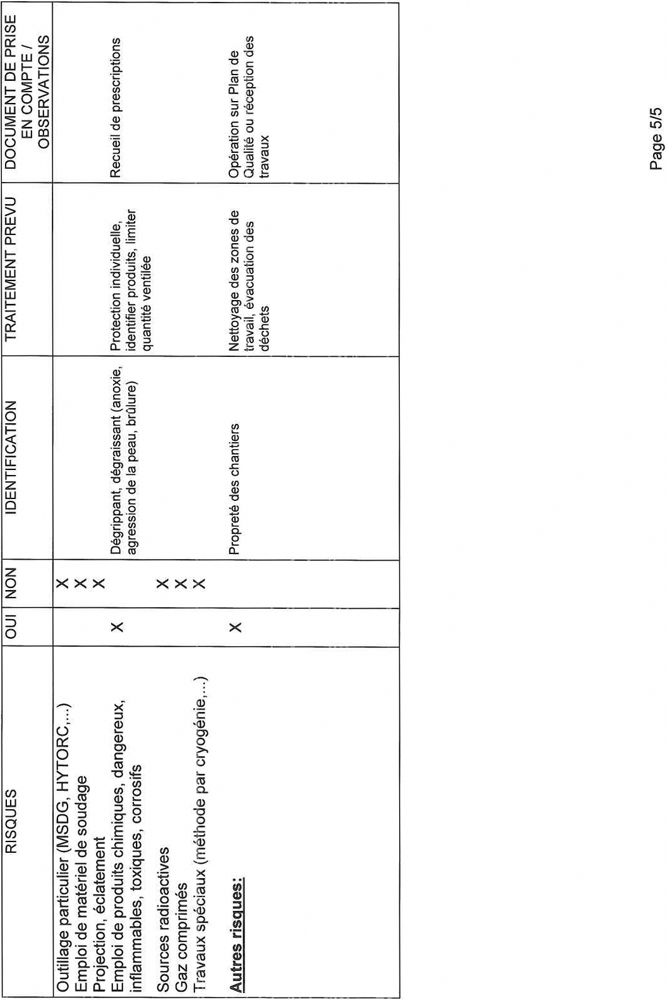 RISQUES
OUI
NON
IDENTIFICATION
TRAITEMENT PREVU
DOCUMENT DE PRISE
EN COMPTE /
OBSERVATIONS
Outillage particulier (MSDG, HYTORC,...)
X
Emploi de matériel de soudage
X
Projection, éclatement
X
Emploi de produits chimiques, dangereux,
inflammables, toxiques, corrosifs
X
Dégrippant, dégraissant (anoxie,
agression de la peau, brûlure)
Protection individuelle,
identifier produits, limiter
quantité ventilée
Recueil de prescriptions
Sources radioactives
X
Gaz comprimés
X
Travaux spéciaux (méthode par cryogénie,...)
X
Autres risques:
X
Propreté des chantiers
Nettoyage des zones de
travail, évacuation des
déchets
Opération sur Plan de
Qualité ou réception des
travaux
Page 5/5